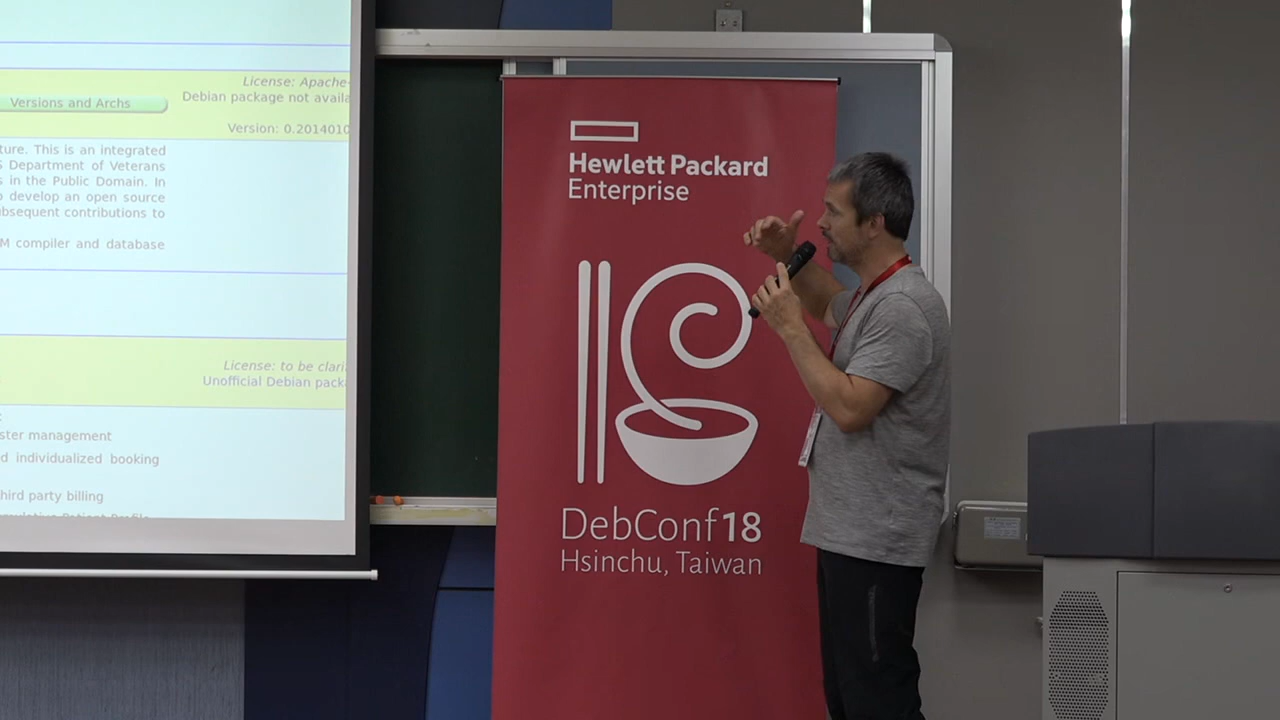 License: Apache-
Versions and Archs
Debian package not availa
Version: 0.2014010
ture. This is an integrated
S Department of Veterans
s in the Public Domain. In
o develop an open source
ubsequent contributions to
M compiler and database
License: to be clari
Unofficial Debian pack
ster management
d individualized booking
hird party billing
Hewlett Packard
Enterprise
DebConf18
Hsinchu, Taiwan